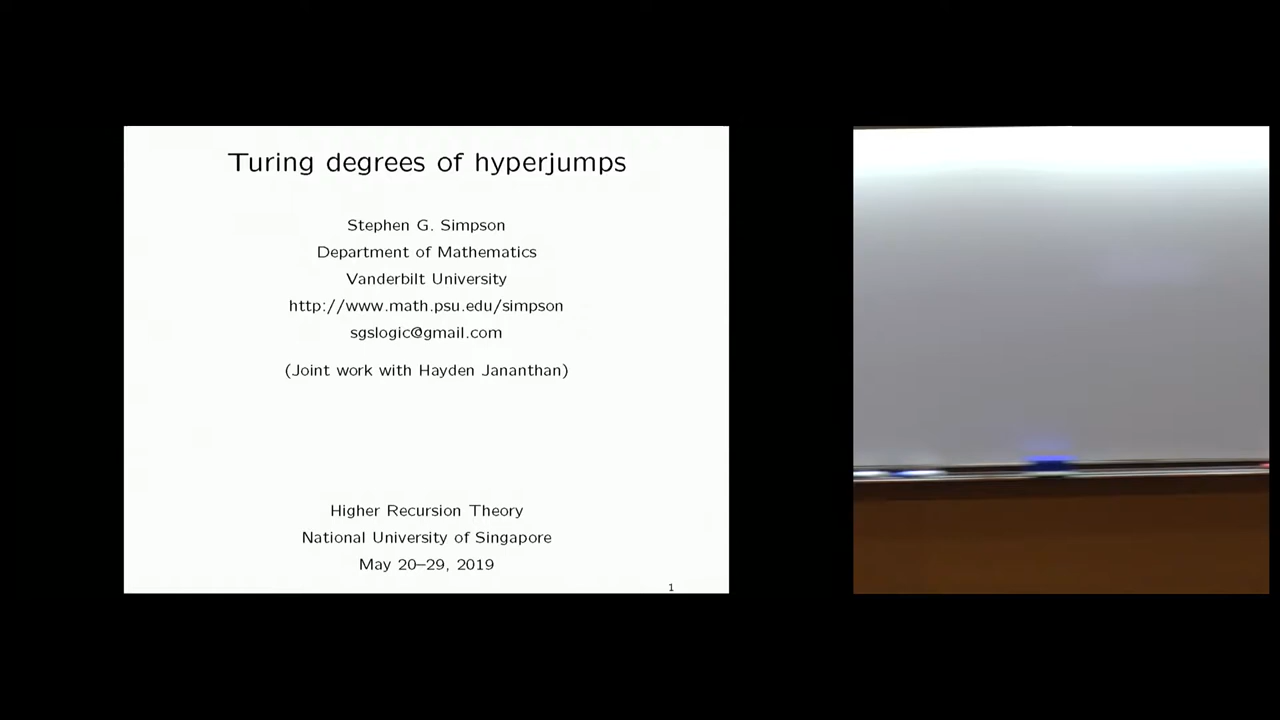 Turing degrees of hyperjumps
Stephen G. Simpson
Department of Mathematics
Vanderbilt University
http://www.math.psu.edu/simpson
sgslogic@gmail.com
(Joint work with Hayden Jananthan)
Higher Recursion Theory
National University of Singapore
May 20–29, 2019
1